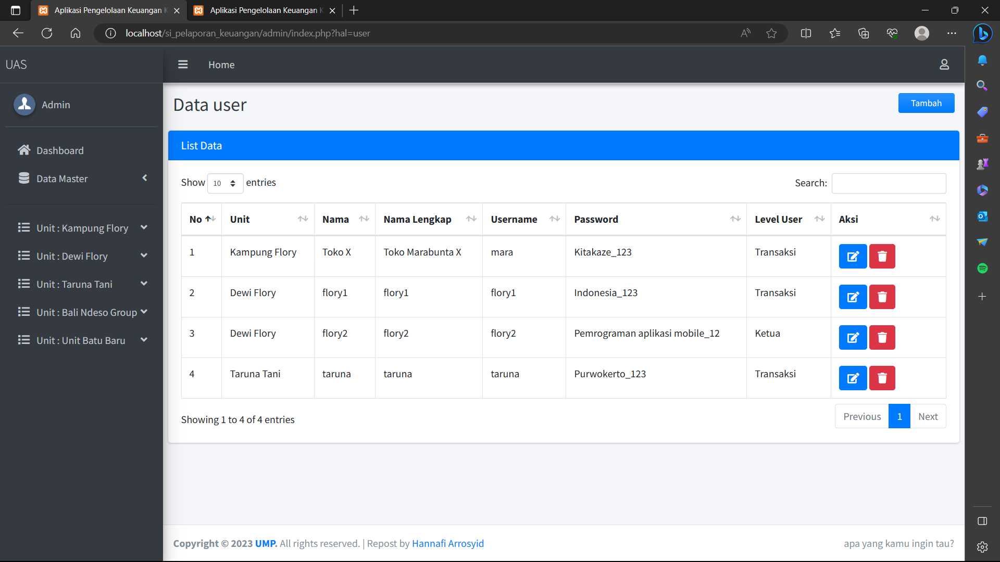 Aplikasi Pengelolaan Keuangan K
Aplikasi Pengelolaan Keuangan K
localhost/si_pelaporan_keuangan/admin/index.php?hal=user
UAS
Home
Admin
Dashboard
Data Master
Unit : Kampung Flory
Unit : Dewi Flory
Unit : Taruna Tani
Unit : Bali Ndeso Group
Unit : Unit Batu Baru
Data user
Tambah
List Data
Show 10 entries
Search:
No Unit Nama Nama Lengkap Username Password Level User Aksi
1 Kampung Flory Toko X Toko Marabunta X mara Kitakaze_123 Transaksi
2 Dewi Flory flory1 flory1 flory1 Indonesia_123 Transaksi
3 Dewi Flory flory2 flory2 flory2 Pemrograman aplikasi mobile_12 Ketua
4 Taruna Tani taruna taruna taruna Purwokerto_123 Transaksi
Showing 1 to 4 of 4 entries
Previous 1 Next
Copyright © 2023 UMP. All rights reserved. | Repost by Hannafi Arrosyid
apa yang kamu ingin tau?